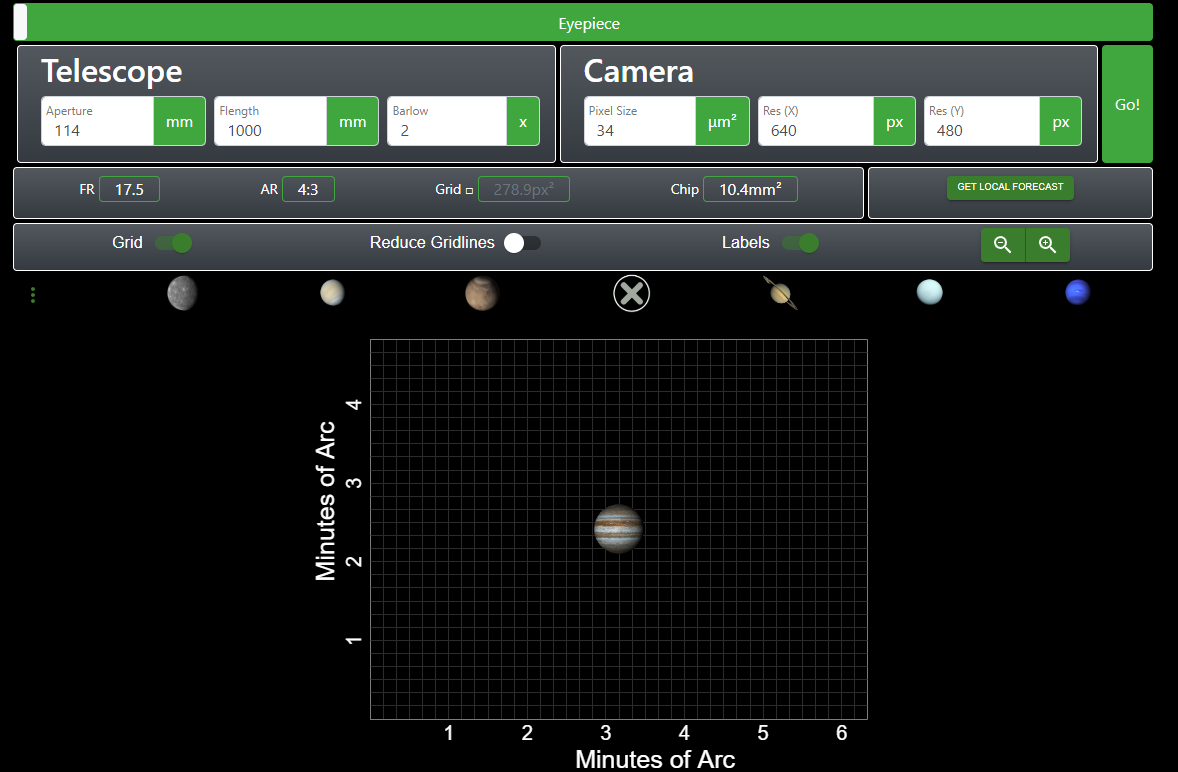 Eyepiece
Telescope
Aperture
114 mm
Flength
1000 mm
Barlow
2 x
Camera
Pixel Size
34 µm²
Res (X)
640 px
Res (Y)
480 px
Go!
FR 17.5
AR 4:3
Grid □ 278.9px²
Chip 10.4mm²
GET LOCAL FORECAST
Grid
Reduce Gridlines
Labels
Minutes of Arc
4
3
2
1
1 2 3 4 5 6
Minutes of Arc